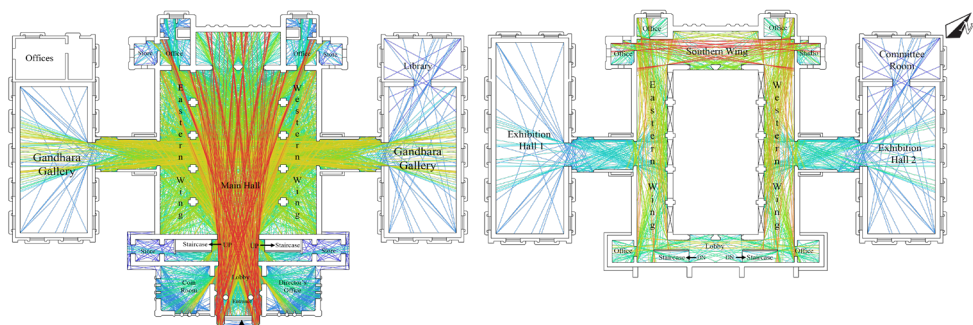 Offices
Store
Office
Office
Store
Library
Eastern Wing
Western Wing
Gandhara
Gallery
Main Hall
Gandhara
Gallery
Staircase
UP
UP
Staircase
Store
Store
Lobby
Coin
Room
Director's
Office
Entrance
Office
Office
Office
Southern Wing
Studio
Committee
Room
Eastern Wing
Western Wing
Exhibition
Hall 1
Exhibition
Hall 2
Office
Lobby
Office
Staircase
DN
DN
Staircase
N